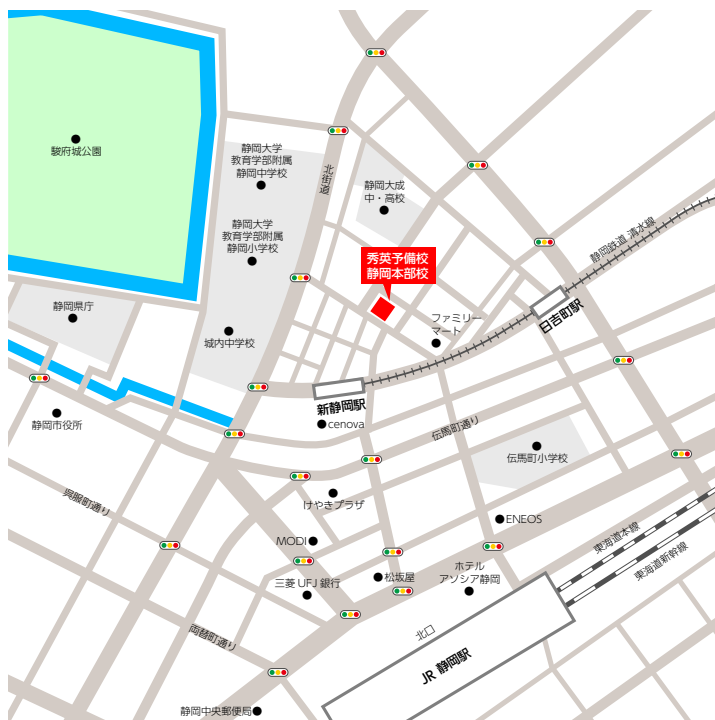 駿府城公園
静岡大学
教育学部附属
静岡中学校
北街道
静岡大成
中・高校
静岡大学
教育学部附属
静岡小学校
静岡鉄道 清水線
秀英予備校
静岡本部校
静岡県庁
城内中学校
ファミリー
マート
日吉町駅
新静岡駅
cenova
静岡市役所
伝馬町通り
伝馬町小学校
呉服町通り
けやきプラザ
ENEOS
MODI
東海道本線
東海道新幹線
三菱UFJ銀行
松坂屋
ホテル
アソシア静岡
両替町通り
北口
JR 静岡駅
静岡中央郵便局